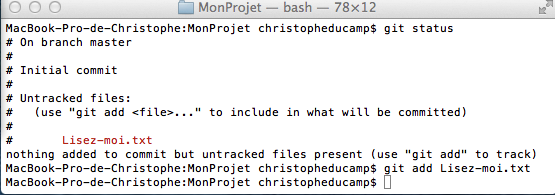 MonProjet — bash — 78×12
MacBook-Pro-de-Christophe:MonProjet christopheducamp$ git status
# On branch master
#
# Initial commit
#
# Untracked files:
#   (use "git add <file>..." to include in what will be committed)
#
#       Lisez-moi.txt
nothing added to commit but untracked files present (use "git add" to track)
MacBook-Pro-de-Christophe:MonProjet christopheducamp$ git add Lisez-moi.txt
MacBook-Pro-de-Christophe:MonProjet christopheducamp$